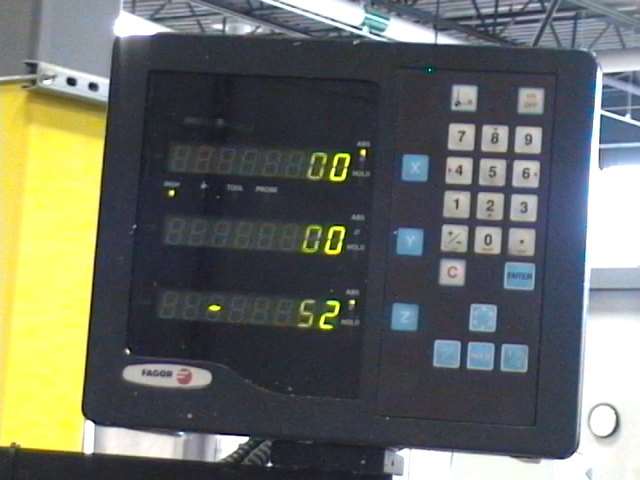 ABS
00
HOLD
INCH TOOL PROBE
ABS
00
HOLD
ABS
- 52
HOLD
FAGOR
ON OFF
7 8 9
X 4 5 6
1 2 3
Y +/- 0 .
C ENTER
Z